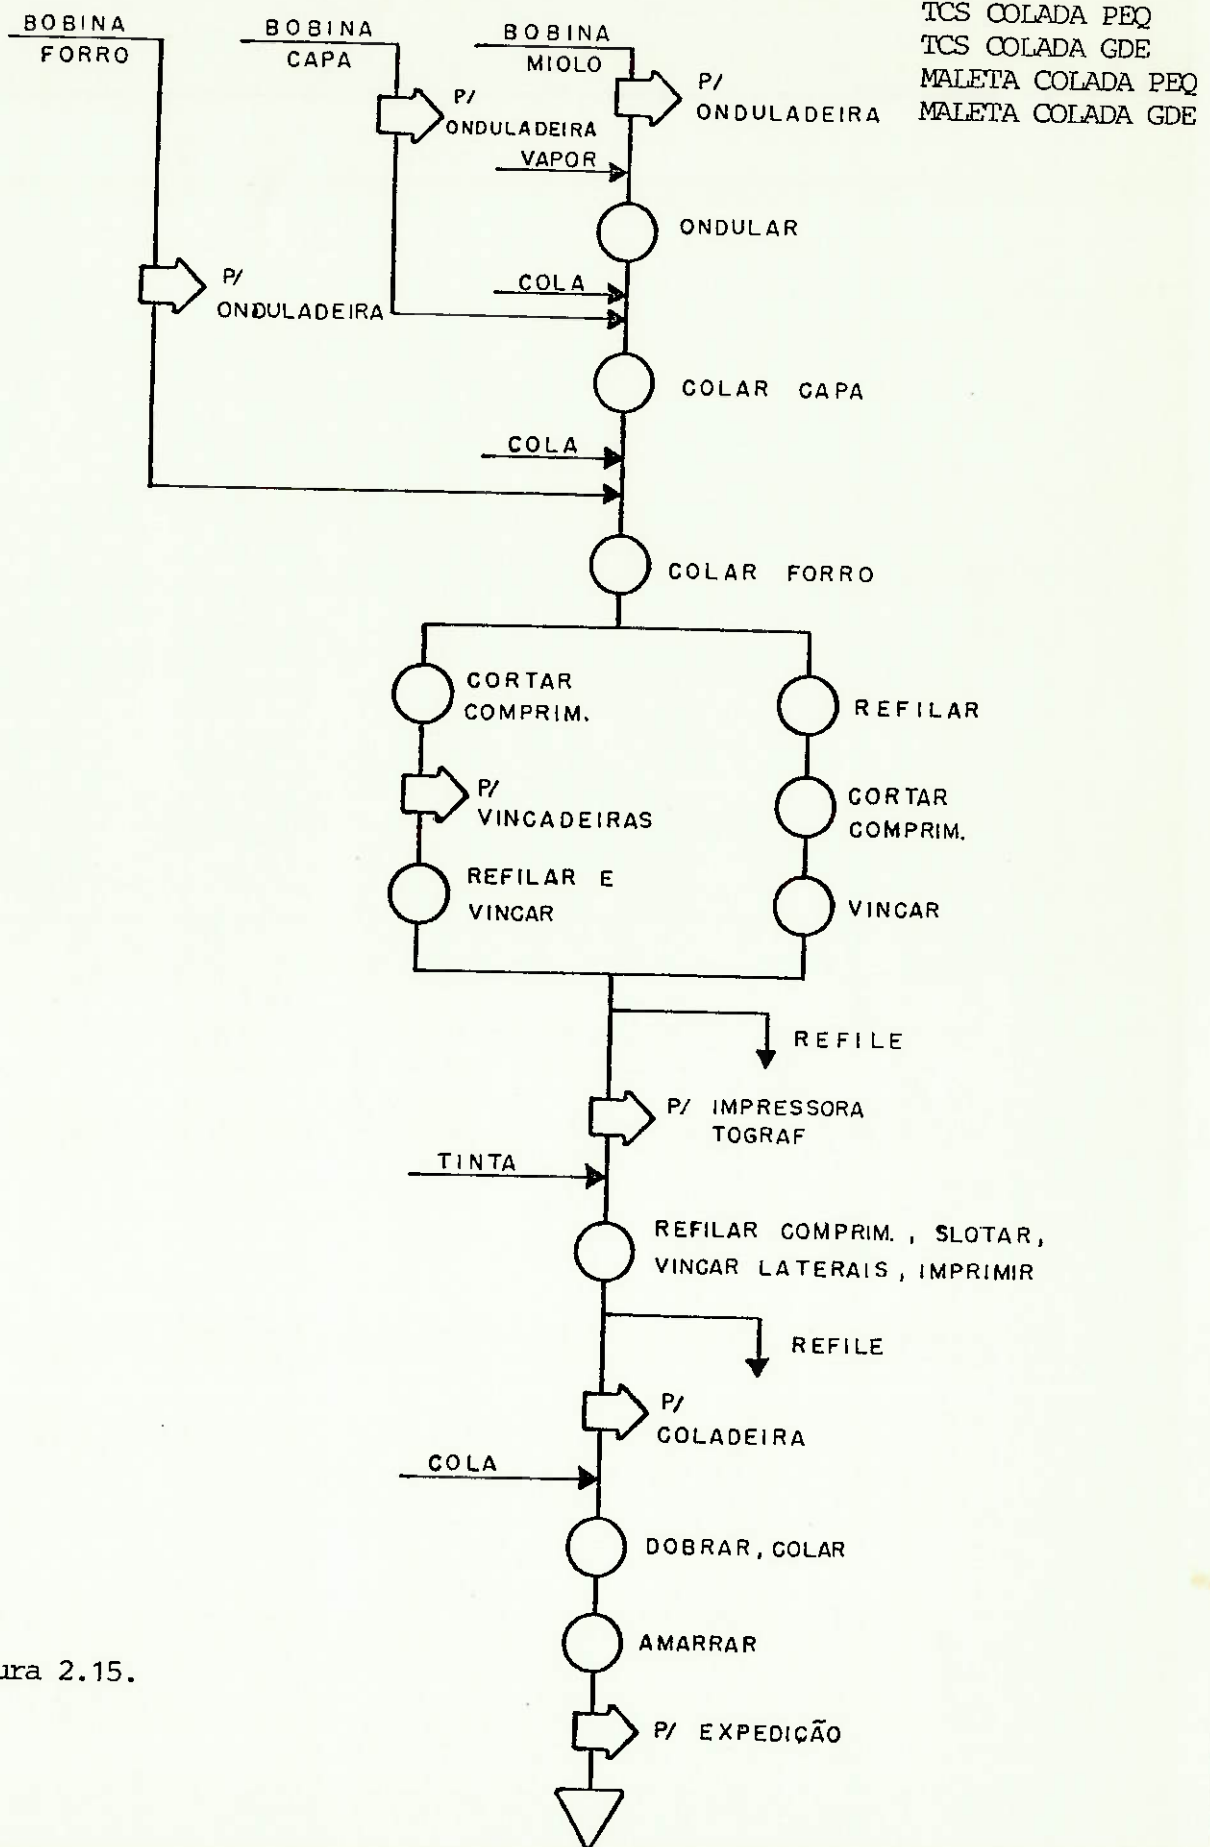 TCS COLADA PEQ
TCS COLADA GDE
MALETA COLADA PEQ
MALETA COLADA GDE
BOBINA
FORRO
BOBINA
CAPA
BOBINA
MIOLO
P/
ONDULADEIRA
P/
ONDULADEIRA
VAPOR
ONDULAR
P/
ONDULADEIRA
COLA
COLAR CAPA
COLA
COLAR FORRO
CORTAR
COMPRIM.
P/
VINCADEIRAS
REFILAR E
VINCAR
REFILAR
CORTAR
COMPRIM.
VINCAR
REFILE
P/ IMPRESSORA
TOGRAF
TINTA
REFILAR COMPRIM., SLOTAR,
VINCAR LATERAIS, IMPRIMIR
REFILE
P/
COLADEIRA
COLA
DOBRAR, COLAR
AMARRAR
ura 2.15.
P/ EXPEDIÇÃO